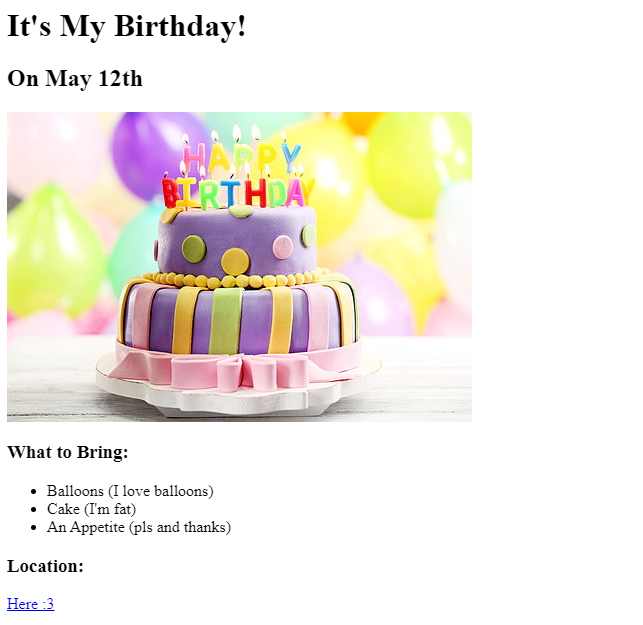 It's My Birthday!
On May 12th
HAPPY
BIRTHDAY
What to Bring:
Balloons (I love balloons)
Cake (I'm fat)
An Appetite (pls and thanks)
Location:
Here :3